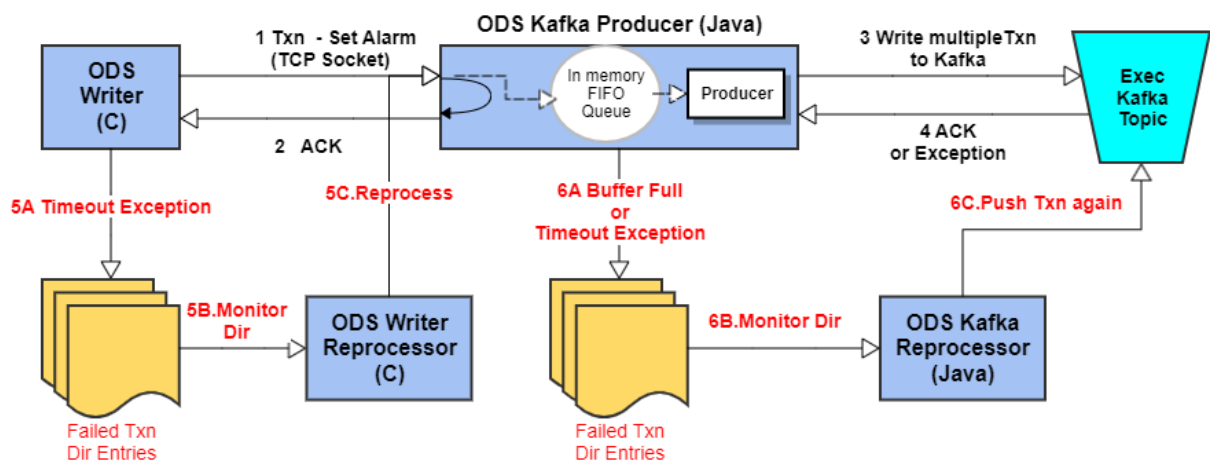 ODS Kafka Producer (Java)
1 Txn - Set Alarm
(TCP Socket)
3 Write multipleTxn
to Kafka
ODS
Writer
(C)
In memory
FIFO
Queue
Producer
Exec
Kafka
Topic
2 ACK
4 ACK
or Exception
5A Timeout Exception
5C.Reprocess
6A Buffer Full
or
Timeout Exception
6C.Push Txn again
5B.Monitor
Dir
ODS Writer
Reprocessor
(C)
6B.Monitor Dir
ODS Kafka
Reprocessor
(Java)
Failed Txn
Dir Entries
Failed Txn
Dir Entries